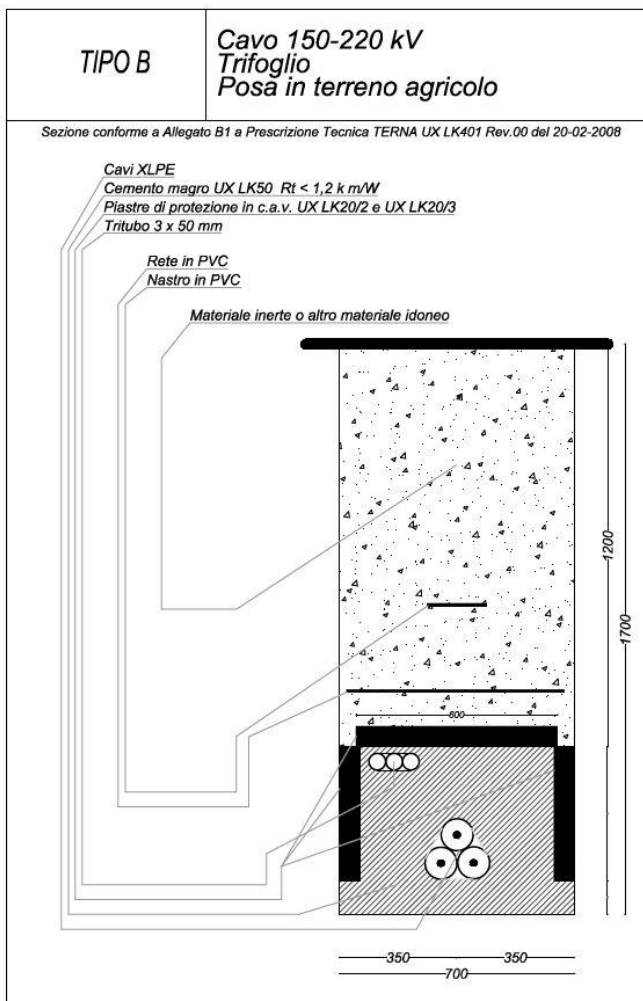 TIPO B
Cavo 150-220 kV
Trifoglio
Posa in terreno agricolo
Sezione conforme a Allegato B1 a Prescrizione Tecnica TERNA UX LK401 Rev.00 del 20-02-2008
Cavi XLPE
Cemento magro UX LK50 Rt < 1,2 k m/W
Piastre di protezione in c.a.v. UX LK20/2 e UX LK20/3
Tritubo 3 x 50 mm
Rete in PVC
Nastro in PVC
Materiale inerte o altro materiale idoneo
1200
1700
600
350
350
700